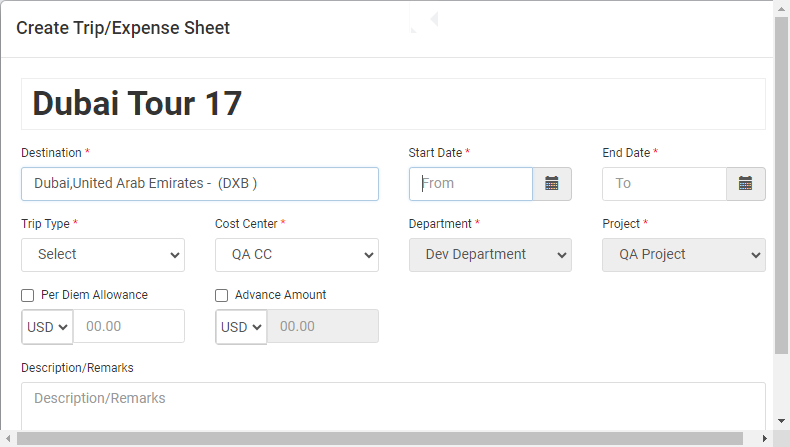 Create Trip/Expense Sheet
Dubai Tour 17
Destination * Start Date * End Date *
Dubai,United Arab Emirates - (DXB ) From To
Trip Type * Cost Center * Department * Project *
Select QA CC Dev Department QA Project
Per Diem Allowance Advance Amount
USD 00.00 USD 00.00
Description/Remarks
Description/Remarks